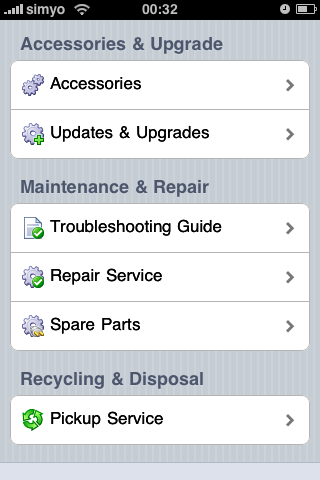 simyo 00:32
Accessories & Upgrade
Accessories
Updates & Upgrades
Maintenance & Repair
Troubleshooting Guide
Repair Service
Spare Parts
Recycling & Disposal
Pickup Service